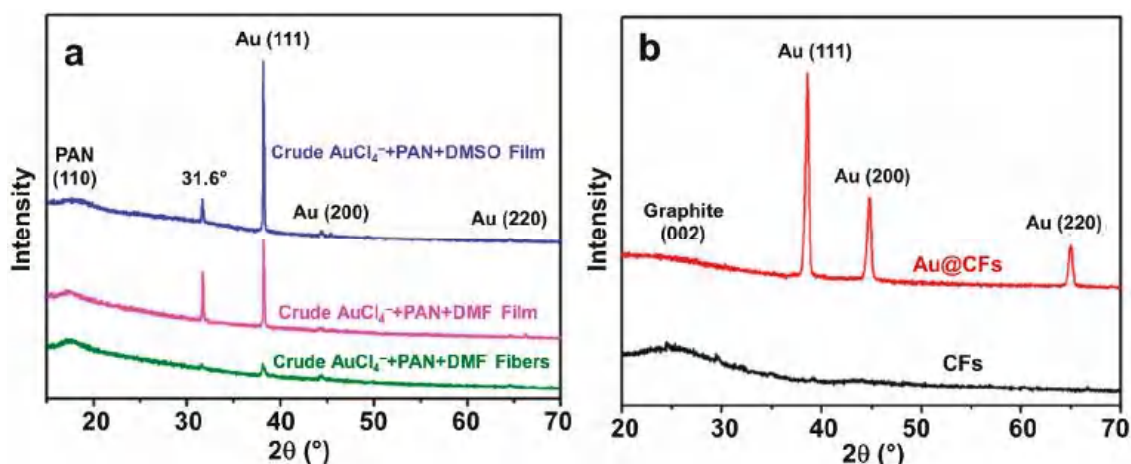 a
Au (111)
Crude AuCl₄⁻+PAN+DMSO Film
PAN
(110)
31.6°
Au (200)
Au (220)
Crude AuCl₄⁻+PAN+DMF Film
Crude AuCl₄⁻+PAN+DMF Fibers
Intensity
20 30 40 50 60 70
2θ (°)
b
Au (111)
Au (200)
Graphite
(002)
Au (220)
Au@CFs
CFs
Intensity
20 30 40 50 60 70
2θ (°)